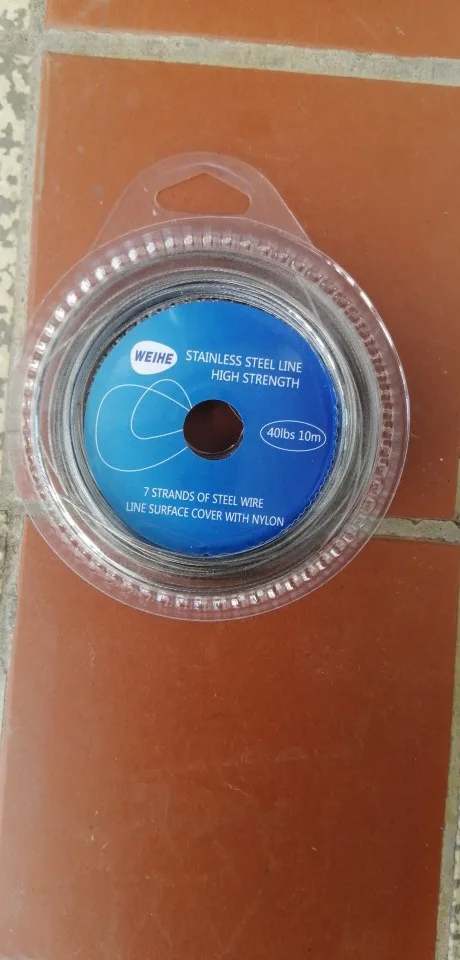 WEIHE
STAINLESS STEEL LINE
HIGH STRENGTH
40lbs 10m
7 STRANDS OF STEEL WIRE
LINE SURFACE COVER WITH NYLON